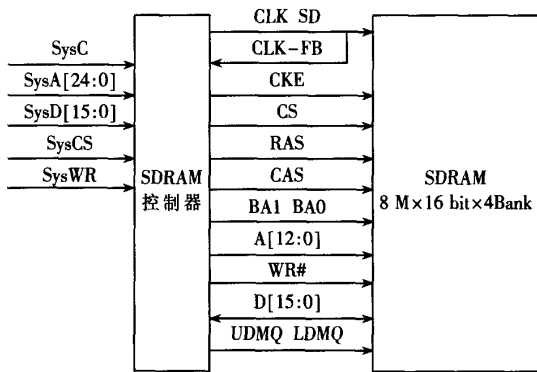 CLK SD
CLK-FB
SysC
SysA[24:0]
SysD[15:0]
SysCS
SysWR
SDRAM
控制器
CKE
CS
RAS
CAS
BA1 BA0
A[12:0]
WR#
D[15:0]
UDMQ LDMQ
SDRAM
8 M×16 bit×4Bank